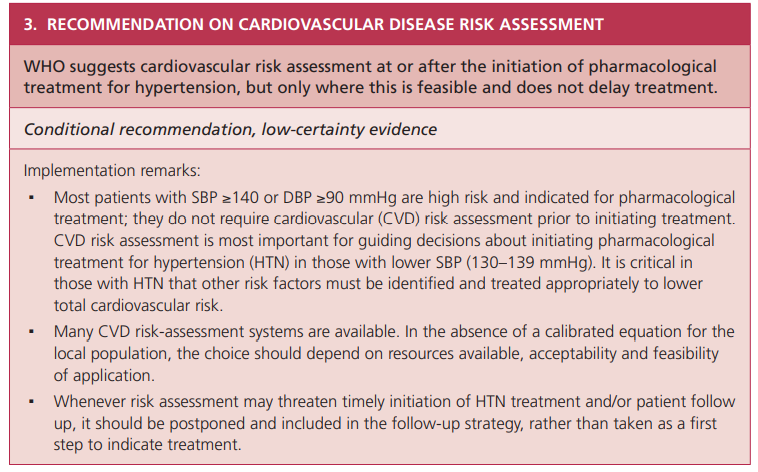 3. RECOMMENDATION ON CARDIOVASCULAR DISEASE RISK ASSESSMENT
WHO suggests cardiovascular risk assessment at or after the initiation of pharmacological
treatment for hypertension, but only where this is feasible and does not delay treatment.
Conditional recommendation, low-certainty evidence
Implementation remarks:
▪ Most patients with SBP ≥140 or DBP ≥90 mmHg are high risk and indicated for pharmacological
treatment; they do not require cardiovascular (CVD) risk assessment prior to initiating treatment.
CVD risk assessment is most important for guiding decisions about initiating pharmacological
treatment for hypertension (HTN) in those with lower SBP (130–139 mmHg). It is critical in
those with HTN that other risk factors must be identified and treated appropriately to lower
total cardiovascular risk.
▪ Many CVD risk-assessment systems are available. In the absence of a calibrated equation for the
local population, the choice should depend on resources available, acceptability and feasibility
of application.
▪ Whenever risk assessment may threaten timely initiation of HTN treatment and/or patient follow
up, it should be postponed and included in the follow-up strategy, rather than taken as a first
step to indicate treatment.